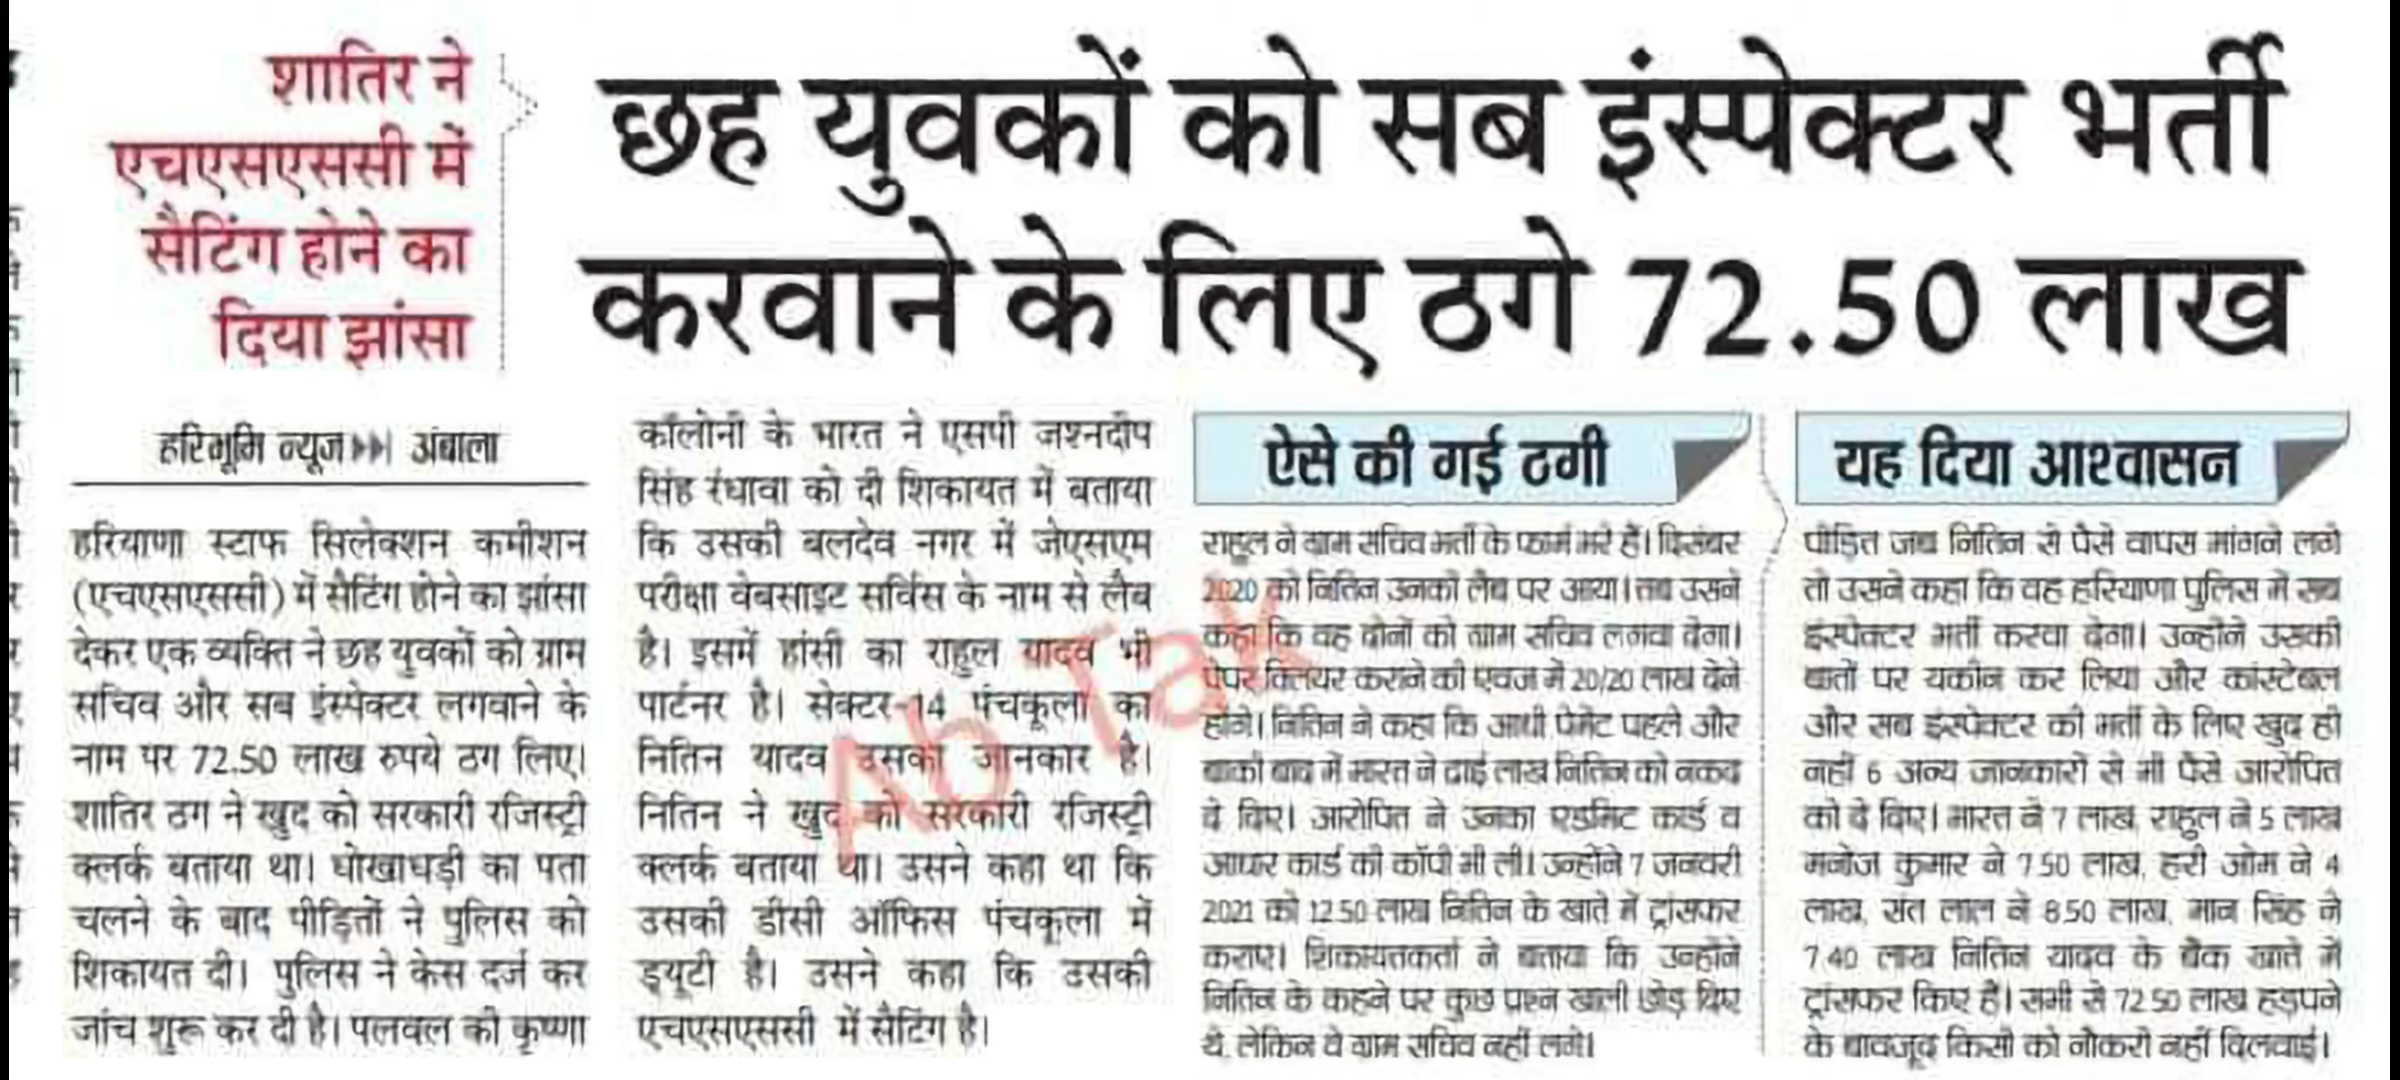 शातिर ने
एचएसएससी में
सैटिंग होने का
दिया झांसा
छह युवकों को सब इंस्पेक्टर भर्ती
करवाने के लिए ठगे 72.50 लाख
हरिभूमि न्यूज अंबाला
हरियाणा स्टाफ सिलेक्शन कमीशन
(एचएसएससी) में सैटिंग होने का झांसा
देकर एक व्यक्ति ने छह युवकों को ग्राम
सचिव और सब इंस्पेक्टर लगवाने के
नाम पर 72.50 लाख रुपये ठग लिए।
शातिर ठग ने खुद को सरकारी रजिस्ट्री
क्लर्क बताया था। धोखाधड़ी का पता
चलने के बाद पीड़ितों ने पुलिस को
शिकायत दी। पुलिस ने केस दर्ज कर
जांच शुरू कर दी है। पलवल की कृष्णा
कॉलोनी के भारत ने एसपी जश्नदीप
सिंह रंधावा को दी शिकायत में बताया
कि उसकी बलदेव नगर में जेएसएम
परीक्षा वेबसाइट सर्विस के नाम से लैब
है। इसमें हांसी का राहुल यादव भी
पार्टनर है। सेक्टर-14 पंचकूला का
नितिन यादव उसका जानकार है।
नितिन ने खुद को सरकारी रजिस्ट्री
क्लर्क बताया था। उसने कहा था कि
उसकी डीसी ऑफिस पंचकूला में
ड्यूटी है। उसने कहा कि उसकी
एचएसएससी में सैटिंग है।
ऐसे की गई ठगी
राहुल ने ग्राम सचिव भर्ती के फार्म भरे हैं। दिसंबर
2020 को नितिन उनकी लैब पर आया। तब उसने
कहा कि वह दोनों को ग्राम सचिव लगवा देगा।
पेपर क्लियर कराने की एवज में 20/20 लाख देने
होंगे। नितिन ने कहा कि आधी पेमेंट पहले और
बाकी बाद में भारत ने ढाई लाख नितिन को नकद
दे दिए। आरोपित ने उनका एडमिट कार्ड व
आधार कार्ड की कॉपी भी ली। उन्होंने 7 जनवरी
2021 को 12.50 लाख नितिन के खाते में ट्रांसफर
कराए। शिकायतकर्ता ने बताया कि उन्होंने
नितिन के कहने पर कुछ प्रश्न खाली छोड़ दिए
थे, लेकिन वे ग्राम सचिव नहीं लगे।
यह दिया आश्वासन
पीड़ित जब नितिन से पैसे वापस मांगने लगे
तो उसने कहा कि वह हरियाणा पुलिस में सब
इंस्पेक्टर भर्ती करवा देगा। उन्होंने उसकी
बातों पर यकीन कर लिया और कांस्टेबल
और सब इंस्पेक्टर की भर्ती के लिए खुद ही
नहीं 6 अन्य जानकारों से भी पैसे आरोपित
को दे दिए। भारत ने 7 लाख, राहुल ने 5 लाख
मनोज कुमार ने 7.50 लाख, हरी ओम ने 4
लाख, संत लाल ने 8.50 लाख, मान सिंह ने
7.40 लाख नितिन यादव के बैंक खाते में
ट्रांसफर किए हैं। सभी से 72.50 लाख हड़पने
के बावजूद किसी को नौकरी नहीं दिलवाई।
Ab Tak